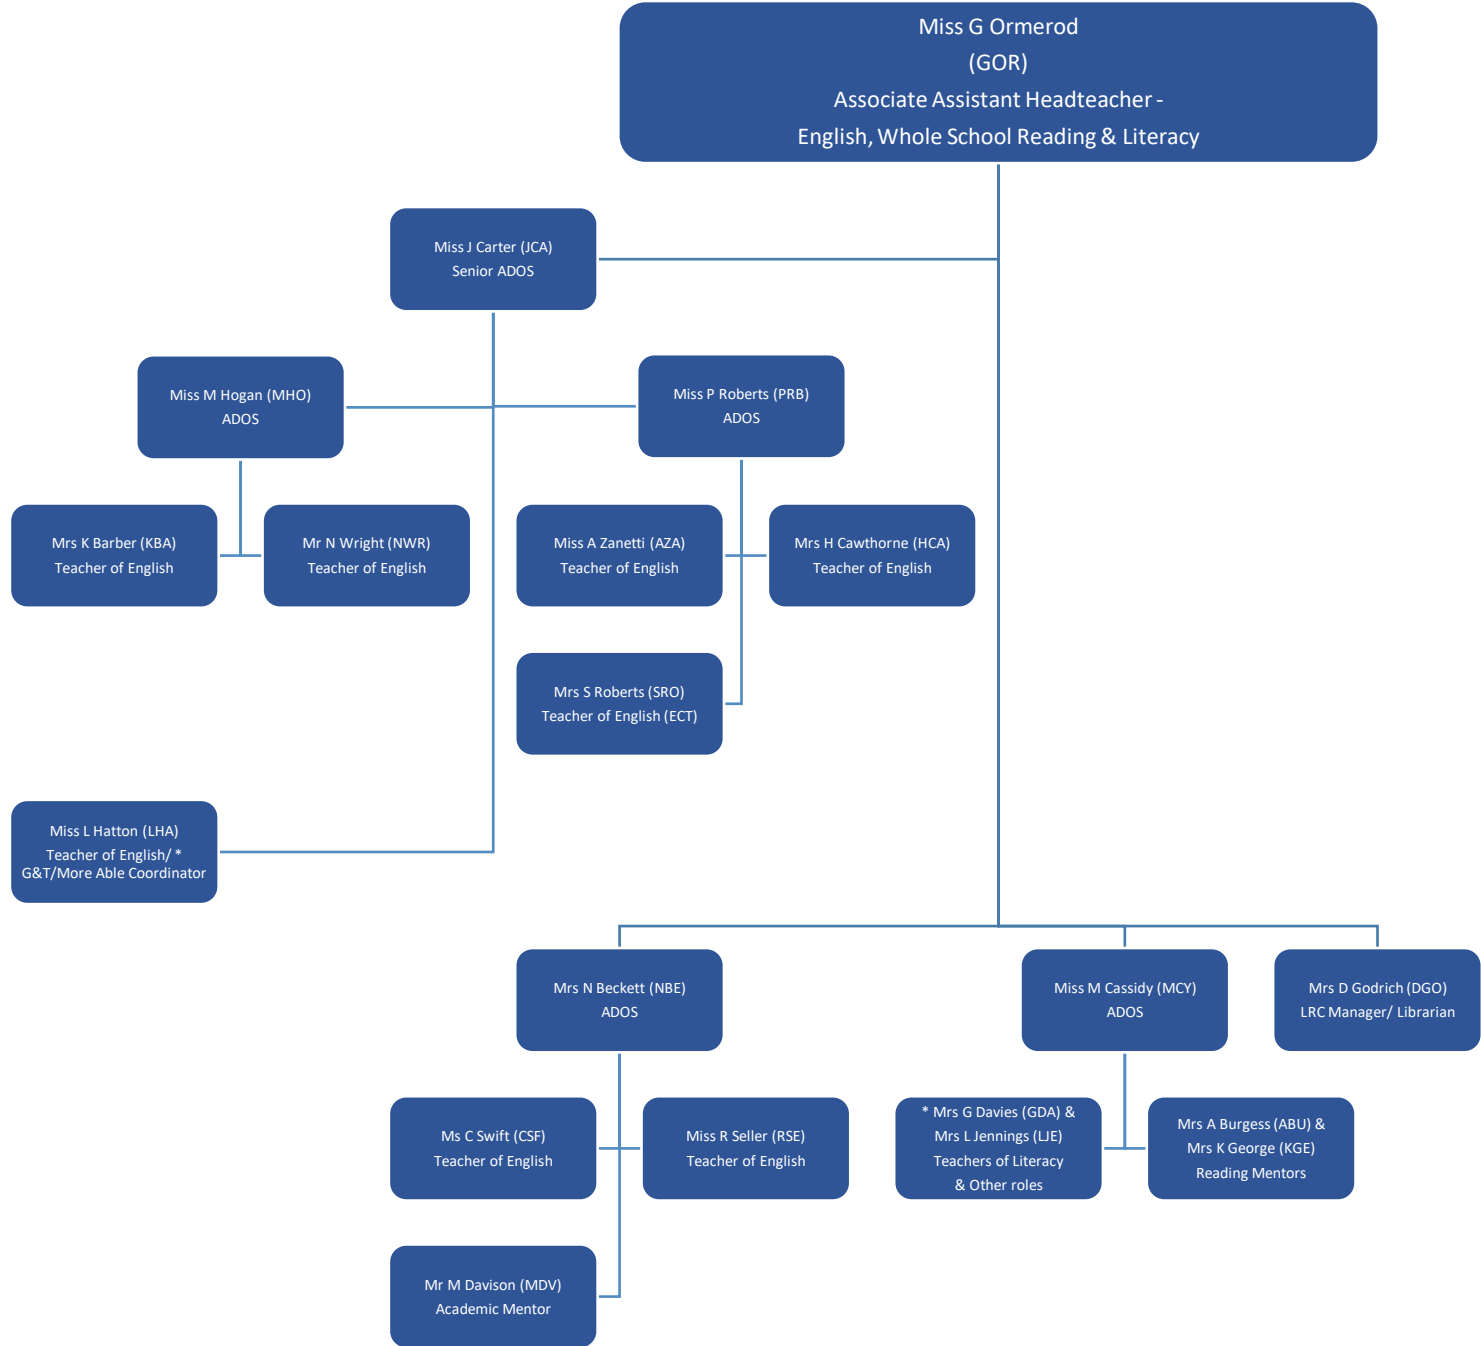 Miss G Ormerod
(GOR)
Associate Assistant Headteacher -
English, Whole School Reading & Literacy
Miss J Carter (JCA)
Senior ADOS
Miss M Hogan (MHO)
ADOS
Miss P Roberts (PRB)
ADOS
Mrs K Barber (KBA)
Teacher of English
Mr N Wright (NWR)
Teacher of English
Miss A Zanetti (AZA)
Teacher of English
Mrs H Cawthorne (HCA)
Teacher of English
Mrs S Roberts (SRO)
Teacher of English (ECT)
Miss L Hatton (LHA)
Teacher of English/ *
G&T/More Able Coordinator
Mrs N Beckett (NBE)
ADOS
Miss M Cassidy (MCY)
ADOS
Mrs D Godrich (DGO)
LRC Manager/ Librarian
Ms C Swift (CSF)
Teacher of English
Miss R Seller (RSE)
Teacher of English
* Mrs G Davies (GDA) &
Mrs L Jennings (LJE)
Teachers of Literacy
& Other roles
Mrs A Burgess (ABU) &
Mrs K George (KGE)
Reading Mentors
Mr M Davison (MDV)
Academic Mentor